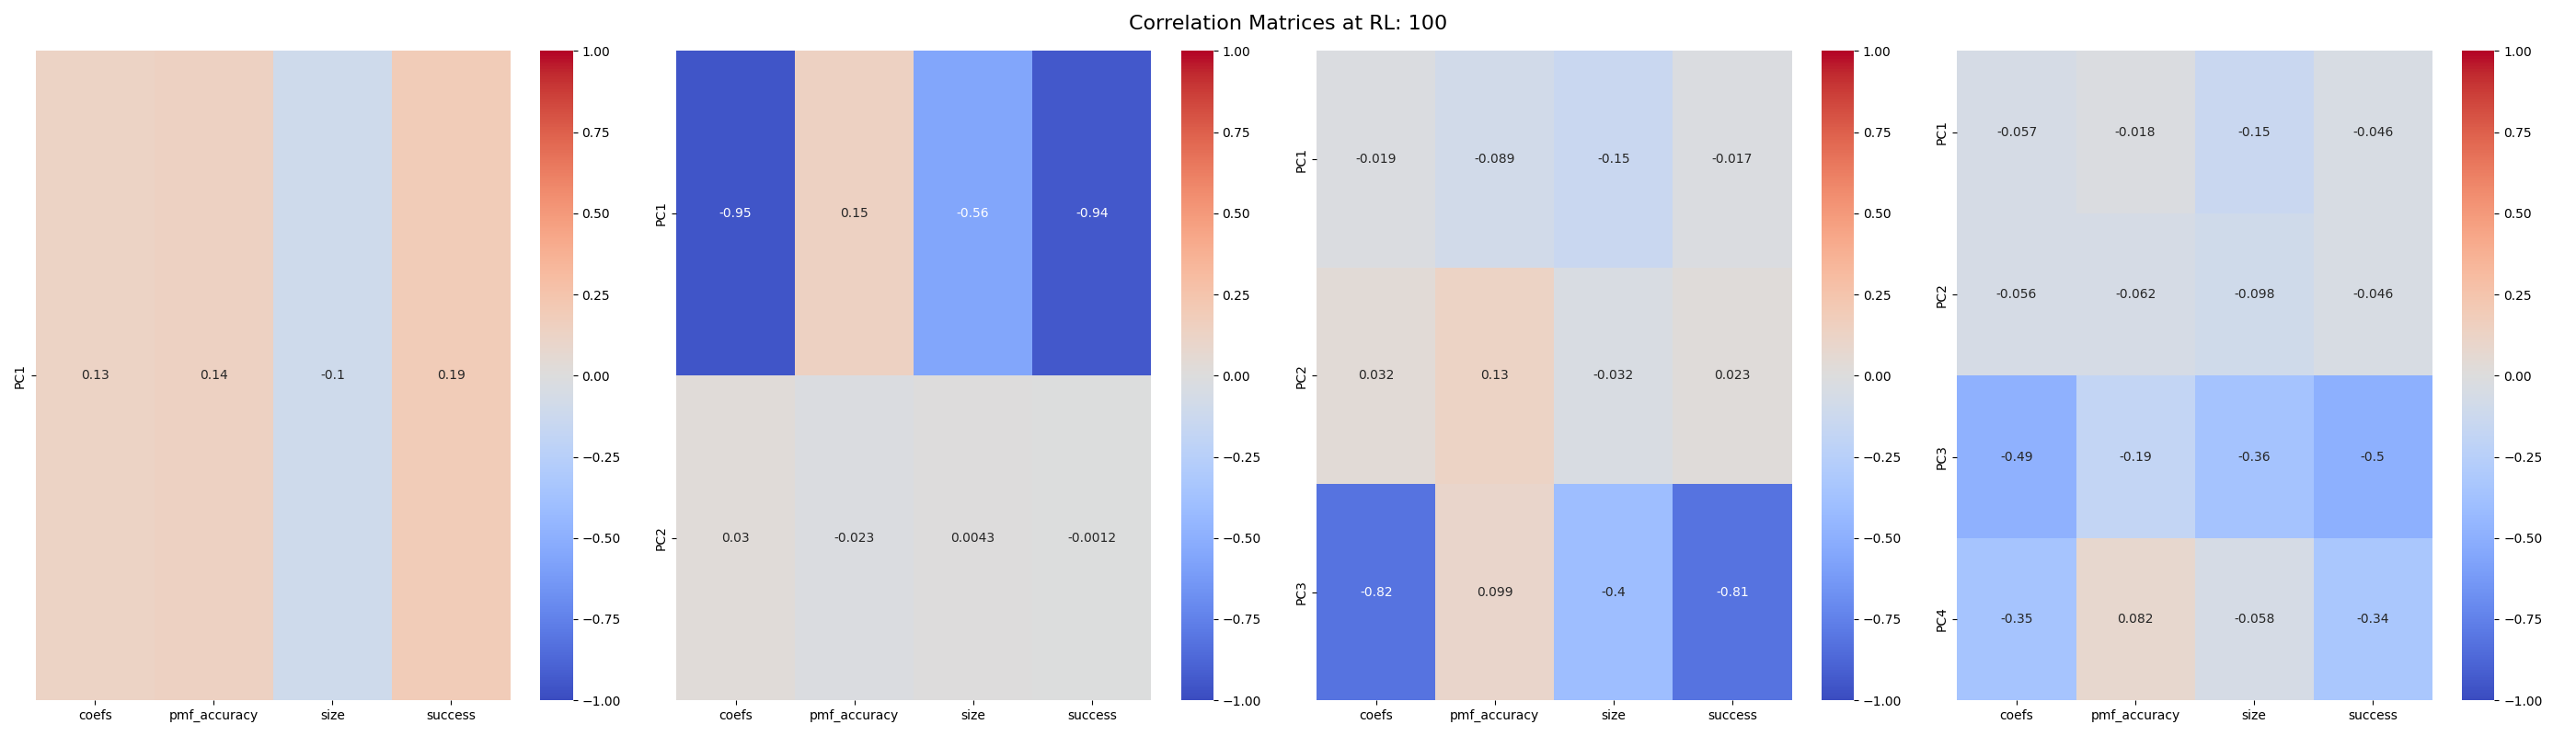 Correlation Matrices at RL: 100
PC1
0.13 0.14 -0.1 0.19
coefs pmf_accuracy size success
1.00
0.75
0.50
0.25
0.00
−0.25
−0.50
−0.75
−1.00
PC1
-0.95 0.15 -0.56 -0.94
PC2
0.03 -0.023 0.0043 -0.0012
coefs pmf_accuracy size success
1.00
0.75
0.50
0.25
0.00
−0.25
−0.50
−0.75
−1.00
PC1
-0.019 -0.089 -0.15 -0.017
PC2
0.032 0.13 -0.032 0.023
PC3
-0.82 0.099 -0.4 -0.81
coefs pmf_accuracy size success
1.00
0.75
0.50
0.25
0.00
−0.25
−0.50
−0.75
−1.00
PC1
-0.057 -0.018 -0.15 -0.046
PC2
-0.056 -0.062 -0.098 -0.046
PC3
-0.49 -0.19 -0.36 -0.5
PC4
-0.35 0.082 -0.058 -0.34
coefs pmf_accuracy size success
1.00
0.75
0.50
0.25
0.00
−0.25
−0.50
−0.75
−1.00